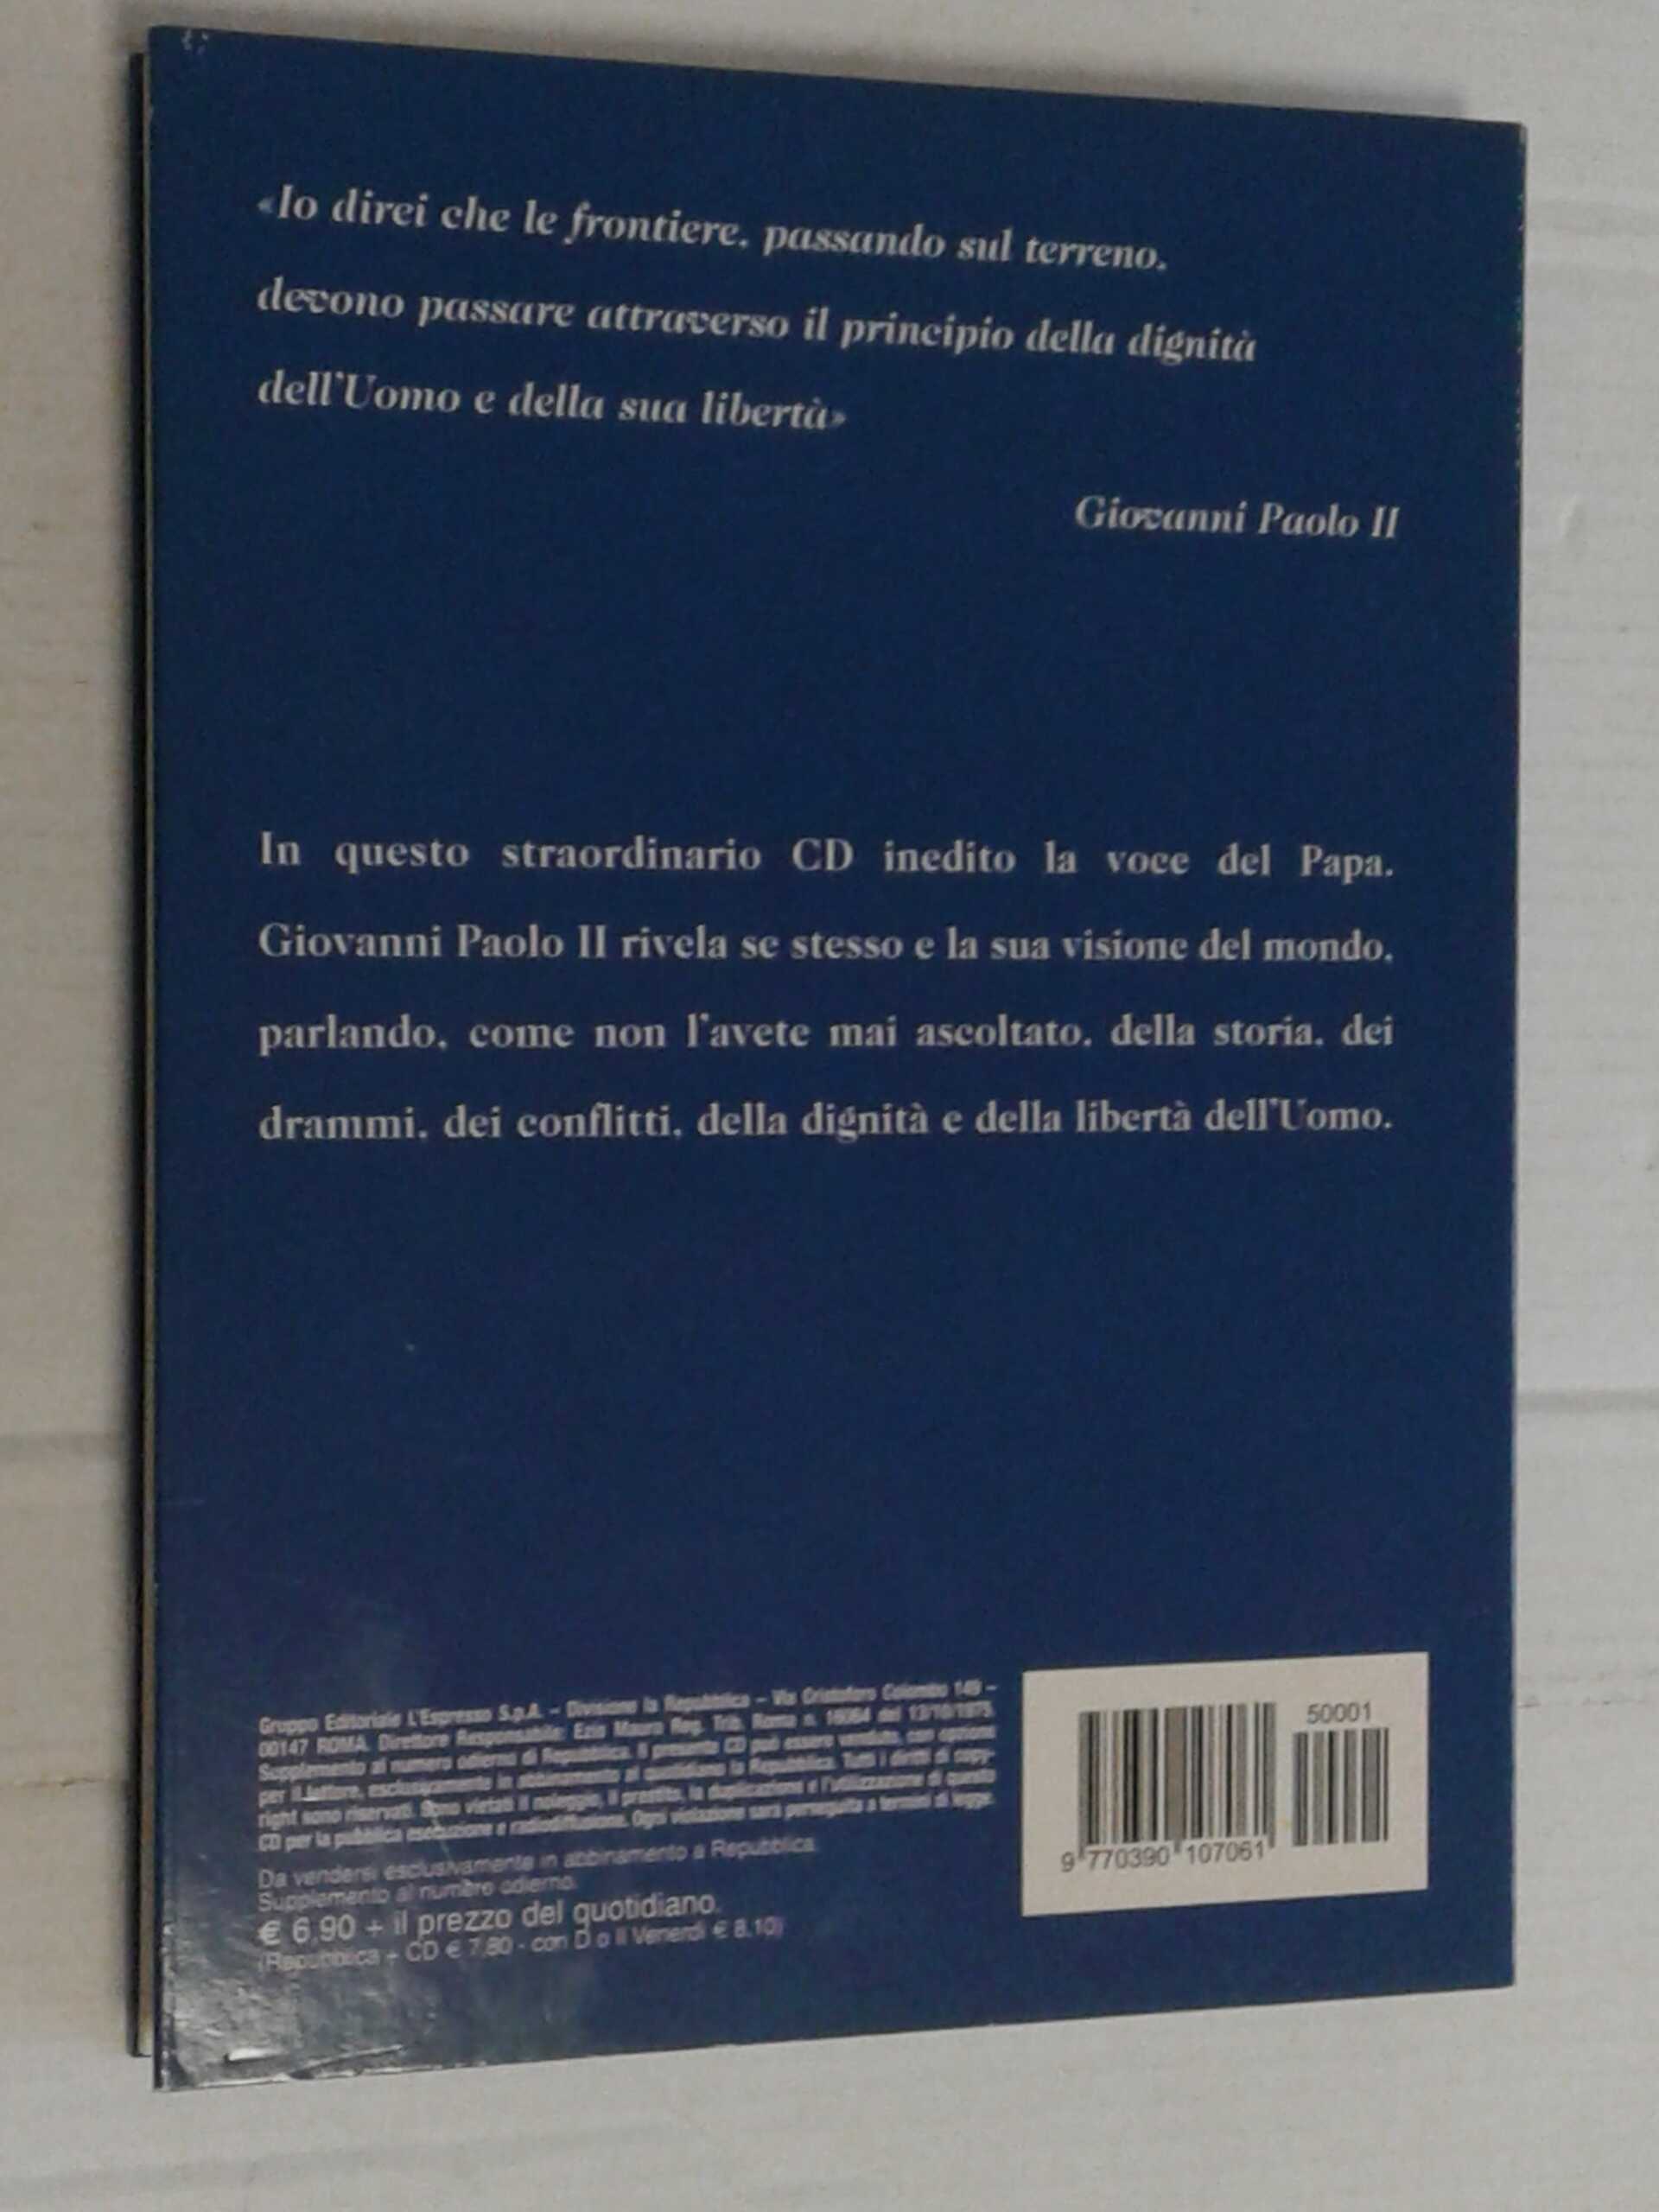 «Io direi che le frontiere, passando sul terreno,
devono passare attraverso il principio della dignità
dell'Uomo e della sua libertà»
Giovanni Paolo II
In questo straordinario CD inedito la voce del Papa.
Giovanni Paolo II rivela se stesso e la sua visione del mondo,
parlando, come non l'avete mai ascoltato, della storia, dei
drammi, dei conflitti, della dignità e della libertà dell'Uomo.
Gruppo Editoriale L'Espresso S.p.A. – Divisione la Repubblica – Via Cristoforo Colombo 149 –
00147 ROMA. Direttore Responsabile: Ezio Mauro Reg. Trib. Roma n. 16064 del 13/10/1975.
Supplemento al numero odierno di Repubblica. Il presente CD può essere venduto, con opzione
per il lettore, esclusivamente in abbinamento al quotidiano la Repubblica. Tutti i diritti di copy-
right sono riservati. Sono vietati il noleggio, il prestito, la duplicazione e l'utilizzazione di questo
CD per la pubblica esecuzione e radiodiffusione. Ogni violazione sarà perseguita a termini di legge.
Da vendersi esclusivamente in abbinamento a Repubblica.
Supplemento al numero odierno.
€ 6,90 + il prezzo del quotidiano.
(Repubblica + CD € 7,80 - con D o Il Venerdì € 8,10)
50001
9 770390 107061